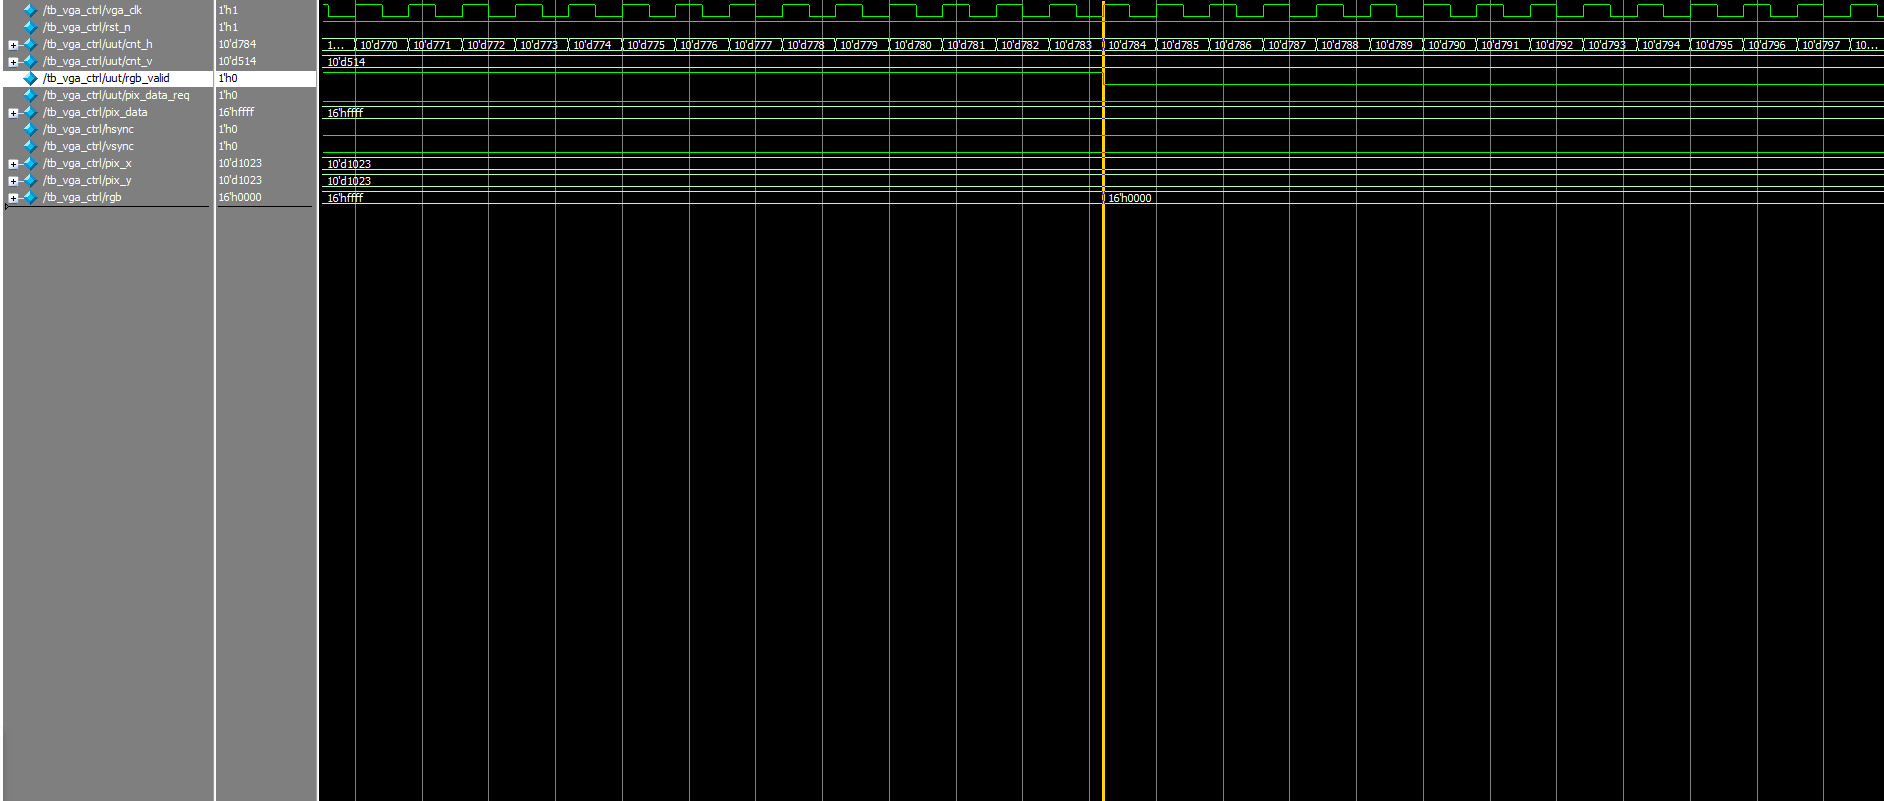 /tb_vga_ctrl/vga_clk 1'h1
/tb_vga_ctrl/rst_n 1'h1
/tb_vga_ctrl/uut/cnt_h 10'd784 1... 10'd770 10'd771 10'd772 10'd773 10'd774 10'd775 10'd776 10'd777 10'd778 10'd779 10'd780 10'd781 10'd782 10'd783 10'd784 10'd785 10'd786 10'd787 10'd788 10'd789 10'd790 10'd791 10'd792 10'd793 10'd794 10'd795 10'd796 10'd797 10...
/tb_vga_ctrl/uut/cnt_v 10'd514 10'd514
/tb_vga_ctrl/uut/rgb_valid 1'h0
/tb_vga_ctrl/uut/pix_data_req 1'h0
/tb_vga_ctrl/pix_data 16'hffff 16'hffff
/tb_vga_ctrl/hsync 1'h0
/tb_vga_ctrl/vsync 1'h0
/tb_vga_ctrl/pix_x 10'd1023 10'd1023
/tb_vga_ctrl/pix_y 10'd1023 10'd1023
/tb_vga_ctrl/rgb 16'h0000 16'hffff 16'h0000